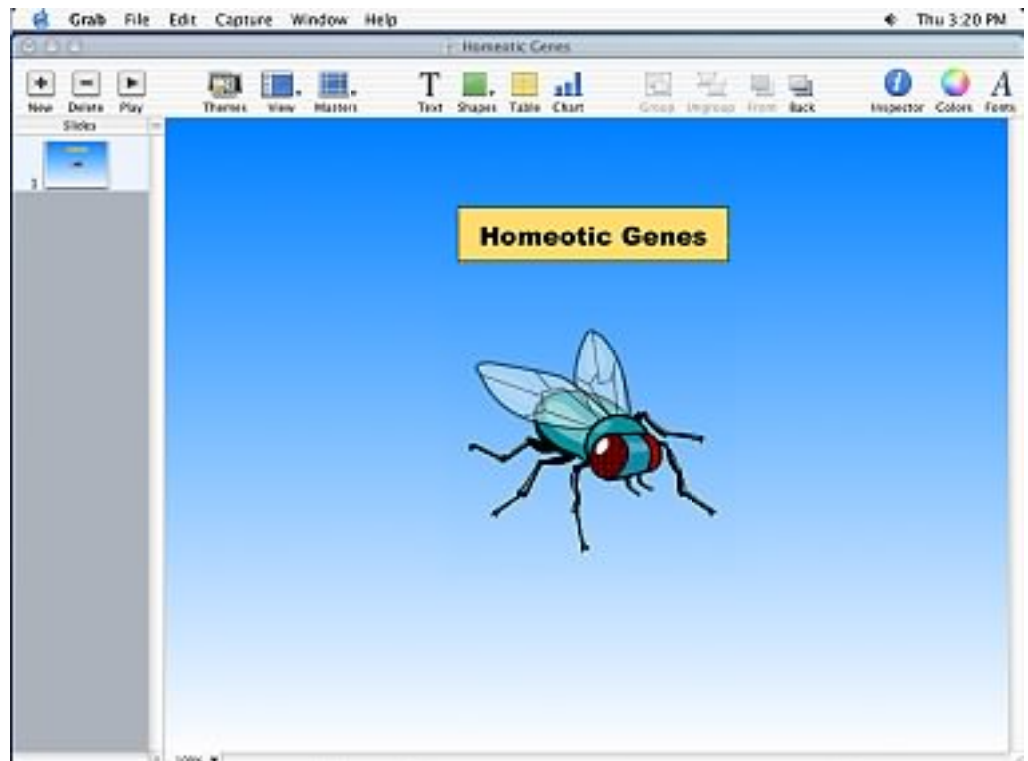 Grab File Edit Capture Window Help Thu 3:20 PM
Homeotic Genes
New Delete Play Themes View Masters Text Shapes Table Chart Group Ungroup Front Back Inspector Colors Fonts
Slides
1
Homeotic Genes